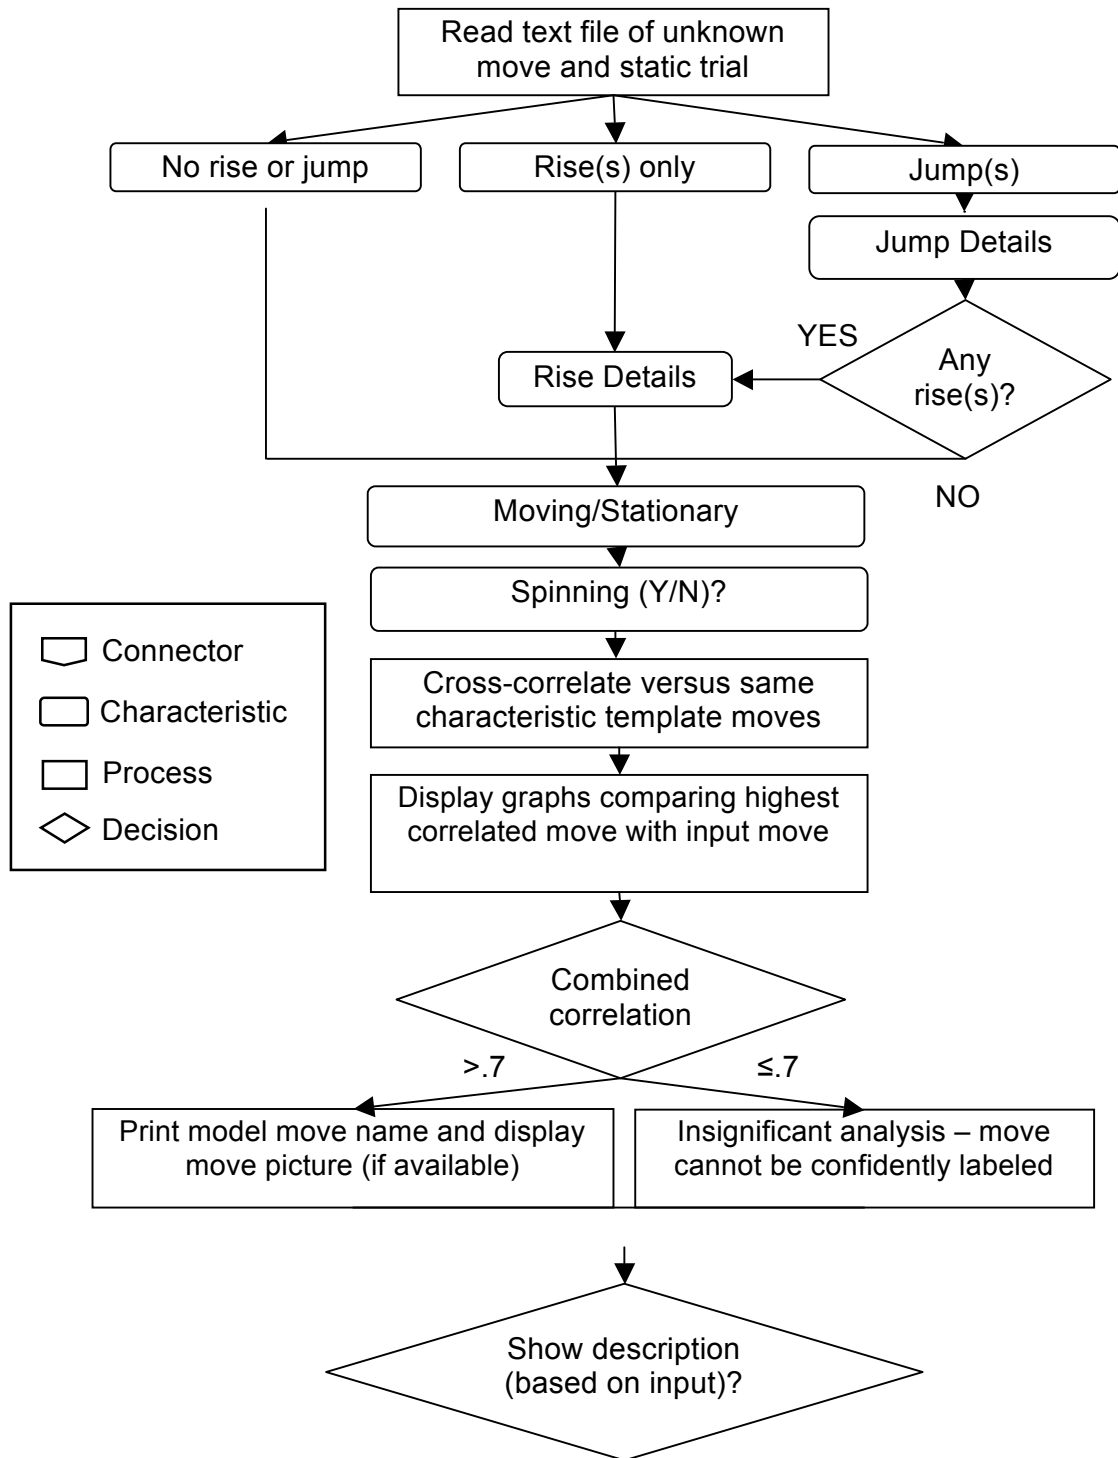 Read text file of unknown
move and static trial
No rise or jump
Rise(s) only
Jump(s)
Jump Details
YES
Any
rise(s)?
Rise Details
NO
Moving/Stationary
Spinning (Y/N)?
Connector
Characteristic
Process
Decision
Cross-correlate versus same
characteristic template moves
Display graphs comparing highest
correlated move with input move
Combined
correlation
>.7
≤.7
Print model move name and display
move picture (if available)
Insignificant analysis – move
cannot be confidently labeled
Show description
(based on input)?